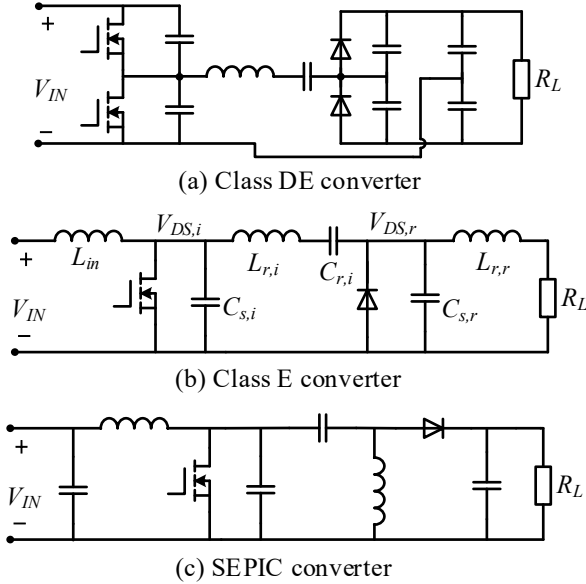 +
V_IN
−
R_L
(a) Class DE converter
V_DS,i
V_DS,r
+
L_in
L_r,i
C_r,i
L_r,r
V_IN
C_s,i
C_s,r
R_L
−
(b) Class E converter
+
V_IN
R_L
−
(c) SEPIC converter